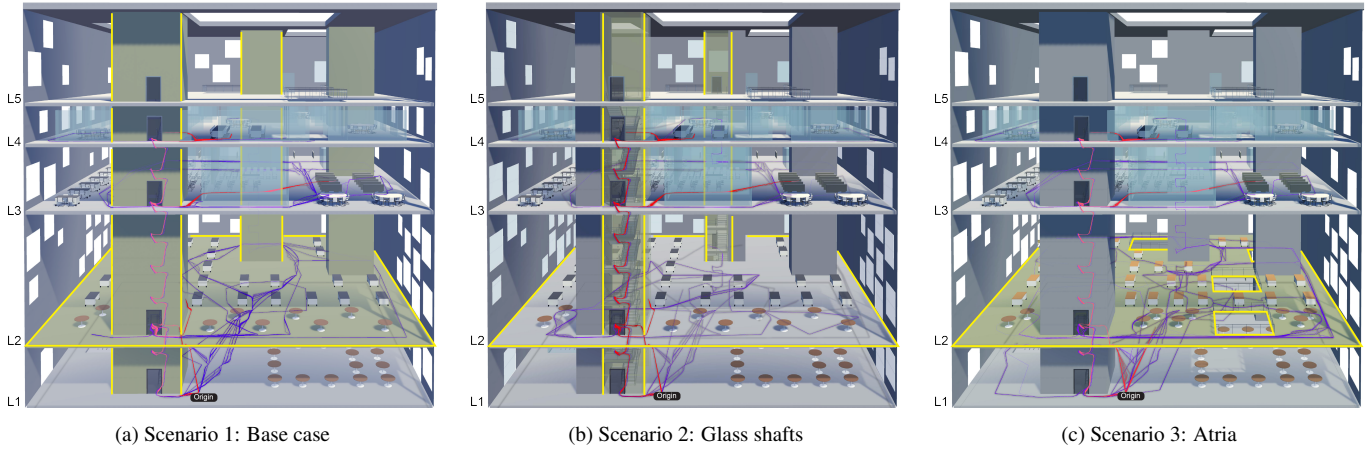 L5
L4
L3
L2
L1
Origin
(a) Scenario 1: Base case
L5
L4
L3
L2
L1
Origin
(b) Scenario 2: Glass shafts
L5
L4
L3
L2
L1
Origin
(c) Scenario 3: Atria